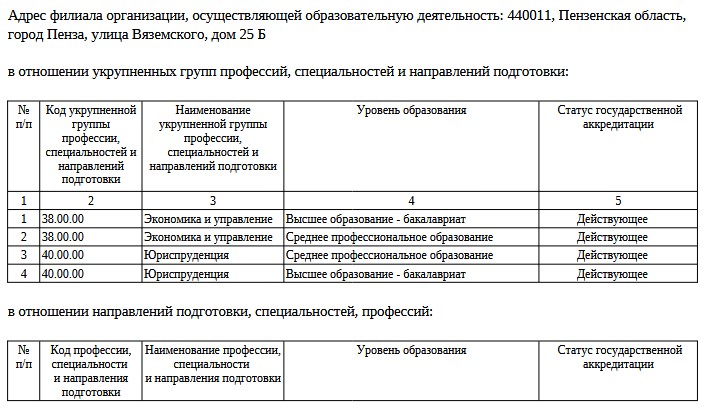 Адрес филиала организации, осуществляющей образовательную деятельность: 440011, Пензенская область,
город Пенза, улица Вяземского, дом 25 Б
в отношении укрупненных групп профессий, специальностей и направлений подготовки:
№ п/п
Код укрупненной группы профессии, специальностей и направлений подготовки
Наименование укрупненной группы профессии, специальностей и направлений подготовки
Уровень образования
Статус государственной аккредитации
1 2 3 4 5
1 38.00.00 Экономика и управление Высшее образование - бакалавриат Действующее
2 38.00.00 Экономика и управление Среднее профессиональное образование Действующее
3 40.00.00 Юриспруденция Среднее профессиональное образование Действующее
4 40.00.00 Юриспруденция Высшее образование - бакалавриат Действующее
в отношении направлений подготовки, специальностей, профессий:
№ п/п
Код профессии, специальности и направления подготовки
Наименование профессии, специальности и направления подготовки
Уровень образования
Статус государственной аккредитации